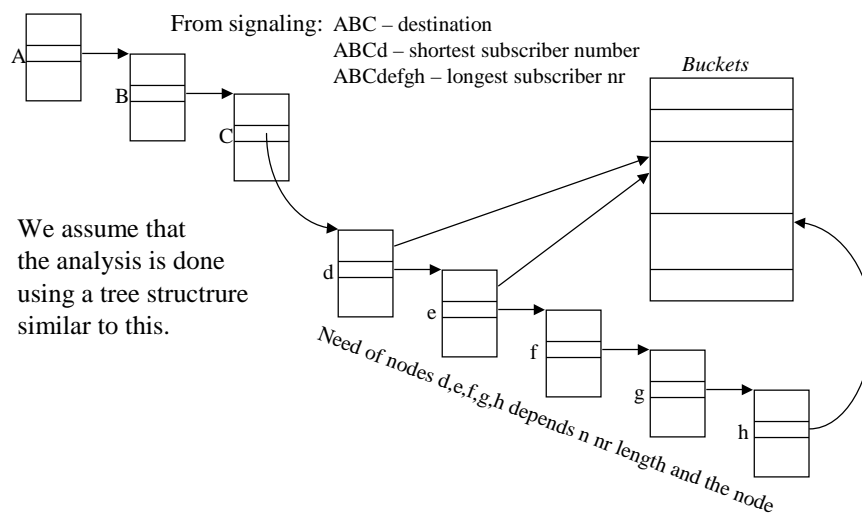 From signaling: ABC – destination
ABCd – shortest subscriber number
ABCdefgh – longest subscriber nr
Buckets
A
B
C
We assume that
the analysis is done
using a tree structrure
similar to this.
d
e
f
g
h
Need of nodes d,e,f,g,h depends n nr length and the node